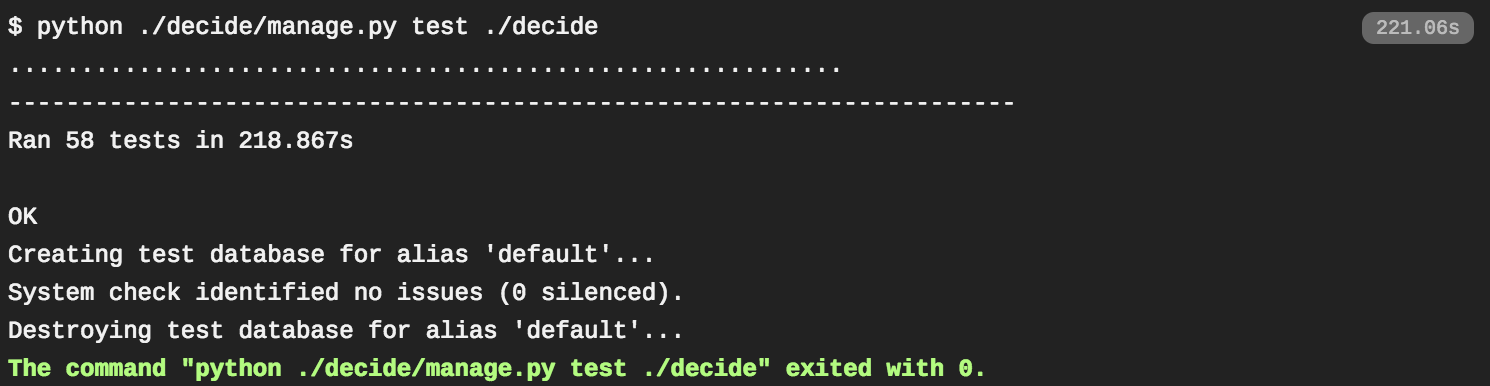 $ python ./decide/manage.py test ./decide 221.06s
..........................................................
----------------------------------------------------------------------
Ran 58 tests in 218.867s
OK
Creating test database for alias 'default'...
System check identified no issues (0 silenced).
Destroying test database for alias 'default'...
The command "python ./decide/manage.py test ./decide" exited with 0.